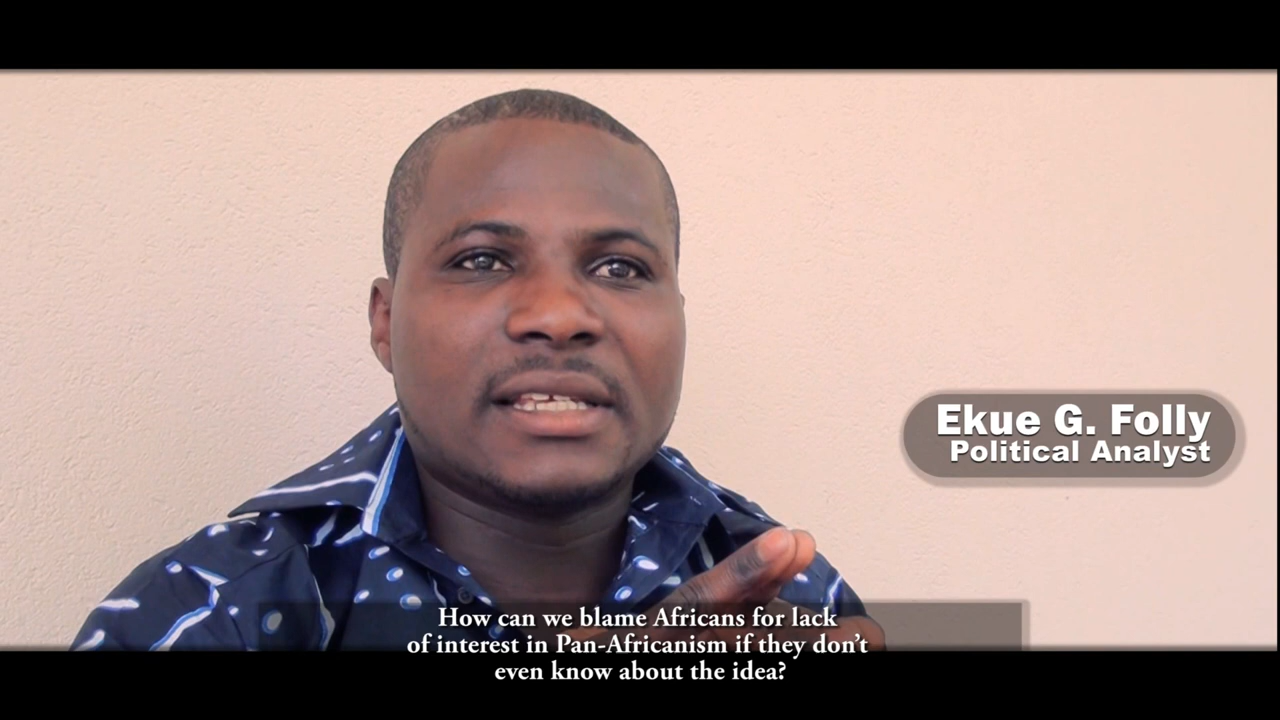 Ekue G. Folly
Political Analyst
How can we blame Africans for lack
of interest in Pan-Africanism if they don't
even know about the idea?